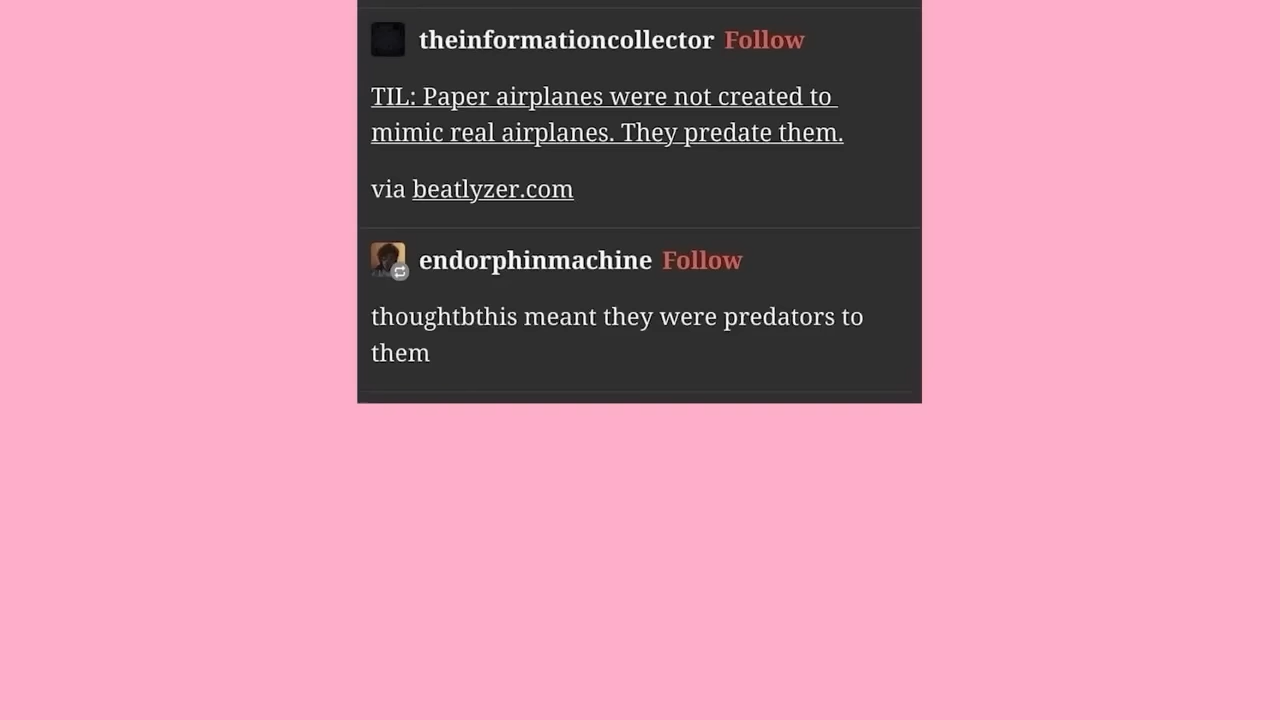 theinformationcollector Follow
TIL: Paper airplanes were not created to
mimic real airplanes. They predate them.
via beatlyzer.com
endorphinmachine Follow
thoughtbthis meant they were predators to
them